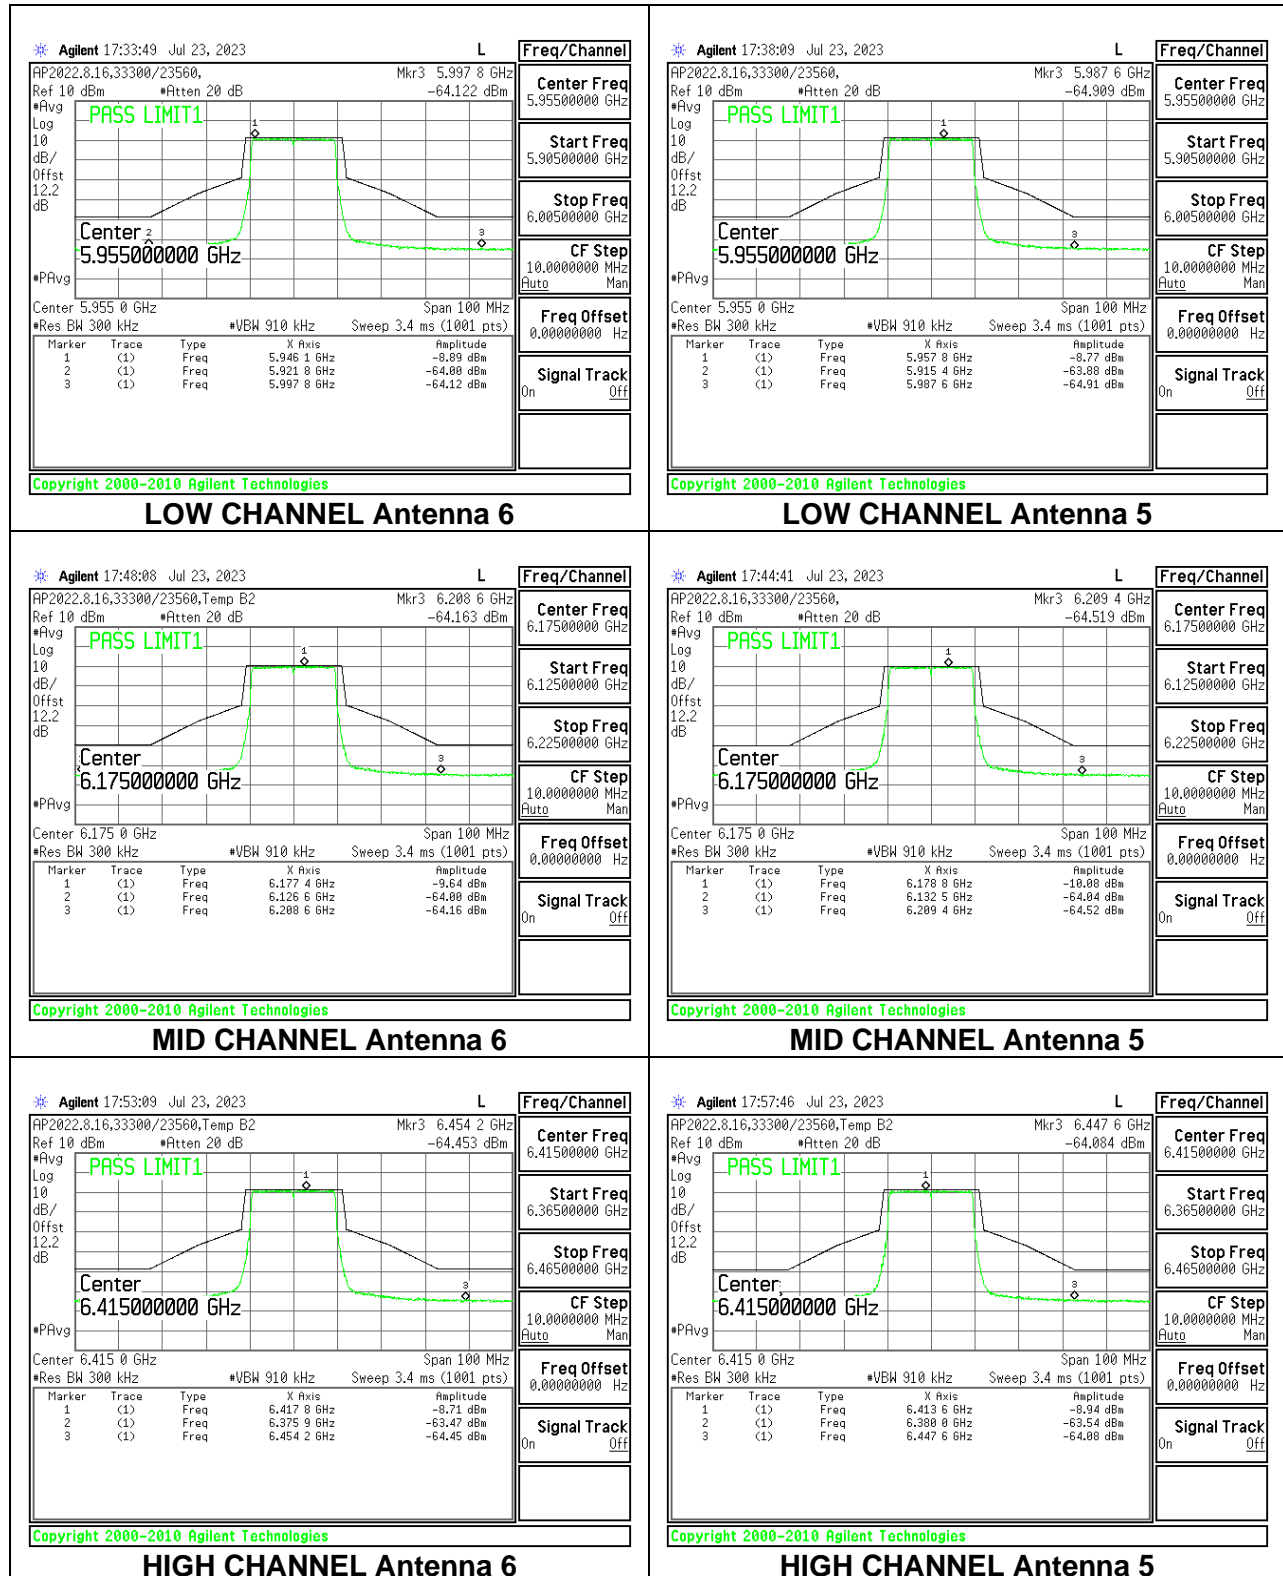 Agilent 17:33:49 Jul 23, 2023 L Freq/Channel
AP2022.8.16,33300/23560, Mkr3 5.997 8 GHz
Ref 10 dBm #Atten 20 dB -64.122 dBm
#Avg
Log
10
dB/
Offst
12.2
dB
#PAvg
PASS LIMIT1
1
2
3
Center
5.955000000 GHz
Center 5.955 0 GHz Span 100 MHz
#Res BW 300 kHz #VBW 910 kHz Sweep 3.4 ms (1001 pts)
Marker Trace Type X Axis Amplitude
1 (1) Freq 5.946 1 GHz -8.89 dBm
2 (1) Freq 5.921 8 GHz -64.00 dBm
3 (1) Freq 5.997 8 GHz -64.12 dBm
Center Freq
5.95500000 GHz
Start Freq
5.90500000 GHz
Stop Freq
6.00500000 GHz
CF Step
10.0000000 MHz
Auto Man
Freq Offset
0.00000000 Hz
Signal Track
On Off
Copyright 2000-2010 Agilent Technologies
LOW CHANNEL Antenna 6
Agilent 17:38:09 Jul 23, 2023 L Freq/Channel
AP2022.8.16,33300/23560, Mkr3 5.987 6 GHz
Ref 10 dBm #Atten 20 dB -64.909 dBm
#Avg
Log
10
dB/
Offst
12.2
dB
#PAvg
PASS LIMIT1
1
3
Center
5.955000000 GHz
Center 5.955 0 GHz Span 100 MHz
#Res BW 300 kHz #VBW 910 kHz Sweep 3.4 ms (1001 pts)
Marker Trace Type X Axis Amplitude
1 (1) Freq 5.957 8 GHz -8.77 dBm
2 (1) Freq 5.915 4 GHz -63.88 dBm
3 (1) Freq 5.987 6 GHz -64.91 dBm
Center Freq
5.95500000 GHz
Start Freq
5.90500000 GHz
Stop Freq
6.00500000 GHz
CF Step
10.0000000 MHz
Auto Man
Freq Offset
0.00000000 Hz
Signal Track
On Off
Copyright 2000-2010 Agilent Technologies
LOW CHANNEL Antenna 5
Agilent 17:48:08 Jul 23, 2023 L Freq/Channel
AP2022.8.16,33300/23560,Temp B2 Mkr3 6.208 6 GHz
Ref 10 dBm #Atten 20 dB -64.163 dBm
#Avg
Log
10
dB/
Offst
12.2
dB
#PAvg
PASS LIMIT1
1
3
Center
6.175000000 GHz
Center 6.175 0 GHz Span 100 MHz
#Res BW 300 kHz #VBW 910 kHz Sweep 3.4 ms (1001 pts)
Marker Trace Type X Axis Amplitude
1 (1) Freq 6.177 4 GHz -9.64 dBm
2 (1) Freq 6.126 6 GHz -64.00 dBm
3 (1) Freq 6.208 6 GHz -64.16 dBm
Center Freq
6.17500000 GHz
Start Freq
6.12500000 GHz
Stop Freq
6.22500000 GHz
CF Step
10.0000000 MHz
Auto Man
Freq Offset
0.00000000 Hz
Signal Track
On Off
Copyright 2000-2010 Agilent Technologies
MID CHANNEL Antenna 6
Agilent 17:44:41 Jul 23, 2023 L Freq/Channel
AP2022.8.16,33300/23560, Mkr3 6.209 4 GHz
Ref 10 dBm #Atten 20 dB -64.519 dBm
#Avg
Log
10
dB/
Offst
12.2
dB
#PAvg
PASS LIMIT1
1
3
Center
6.175000000 GHz
Center 6.175 0 GHz Span 100 MHz
#Res BW 300 kHz #VBW 910 kHz Sweep 3.4 ms (1001 pts)
Marker Trace Type X Axis Amplitude
1 (1) Freq 6.178 8 GHz -10.08 dBm
2 (1) Freq 6.132 5 GHz -64.04 dBm
3 (1) Freq 6.209 4 GHz -64.52 dBm
Center Freq
6.17500000 GHz
Start Freq
6.12500000 GHz
Stop Freq
6.22500000 GHz
CF Step
10.0000000 MHz
Auto Man
Freq Offset
0.00000000 Hz
Signal Track
On Off
Copyright 2000-2010 Agilent Technologies
MID CHANNEL Antenna 5
Agilent 17:53:09 Jul 23, 2023 L Freq/Channel
AP2022.8.16,33300/23560,Temp B2 Mkr3 6.454 2 GHz
Ref 10 dBm #Atten 20 dB -64.453 dBm
#Avg
Log
10
dB/
Offst
12.2
dB
#PAvg
PASS LIMIT1
1
3
Center
6.415000000 GHz
Center 6.415 0 GHz Span 100 MHz
#Res BW 300 kHz #VBW 910 kHz Sweep 3.4 ms (1001 pts)
Marker Trace Type X Axis Amplitude
1 (1) Freq 6.417 8 GHz -8.71 dBm
2 (1) Freq 6.375 9 GHz -63.47 dBm
3 (1) Freq 6.454 2 GHz -64.45 dBm
Center Freq
6.41500000 GHz
Start Freq
6.36500000 GHz
Stop Freq
6.46500000 GHz
CF Step
10.0000000 MHz
Auto Man
Freq Offset
0.00000000 Hz
Signal Track
On Off
Copyright 2000-2010 Agilent Technologies
HIGH CHANNEL Antenna 6
Agilent 17:57:46 Jul 23, 2023 L Freq/Channel
AP2022.8.16,33300/23560,Temp B2 Mkr3 6.447 6 GHz
Ref 10 dBm #Atten 20 dB -64.084 dBm
#Avg
Log
10
dB/
Offst
12.2
dB
#PAvg
PASS LIMIT1
1
3
Center
6.415000000 GHz
Center 6.415 0 GHz Span 100 MHz
#Res BW 300 kHz #VBW 910 kHz Sweep 3.4 ms (1001 pts)
Marker Trace Type X Axis Amplitude
1 (1) Freq 6.413 6 GHz -8.94 dBm
2 (1) Freq 6.380 0 GHz -63.54 dBm
3 (1) Freq 6.447 6 GHz -64.08 dBm
Center Freq
6.41500000 GHz
Start Freq
6.36500000 GHz
Stop Freq
6.46500000 GHz
CF Step
10.0000000 MHz
Auto Man
Freq Offset
0.00000000 Hz
Signal Track
On Off
Copyright 2000-2010 Agilent Technologies
HIGH CHANNEL Antenna 5